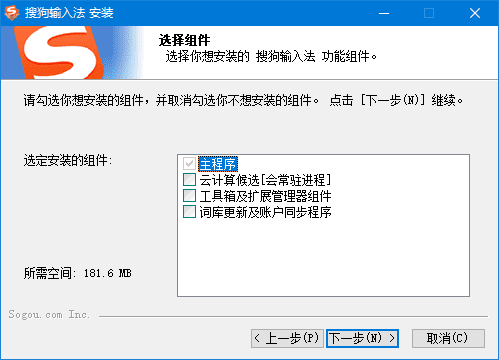 搜狗输入法 安装
选择组件
选择你想安装的 搜狗输入法 功能组件。
请勾选你想安装的组件，并取消勾选你不想安装的组件。 点击 [下一步(N)] 继续。
选定安装的组件:
主程序
云计算候选[会常驻进程]
工具箱及扩展管理器组件
词库更新及账户同步程序
所需空间: 181.6 MB
Sogou.com Inc.
< 上一步(P)
下一步(N) >
取消(C)